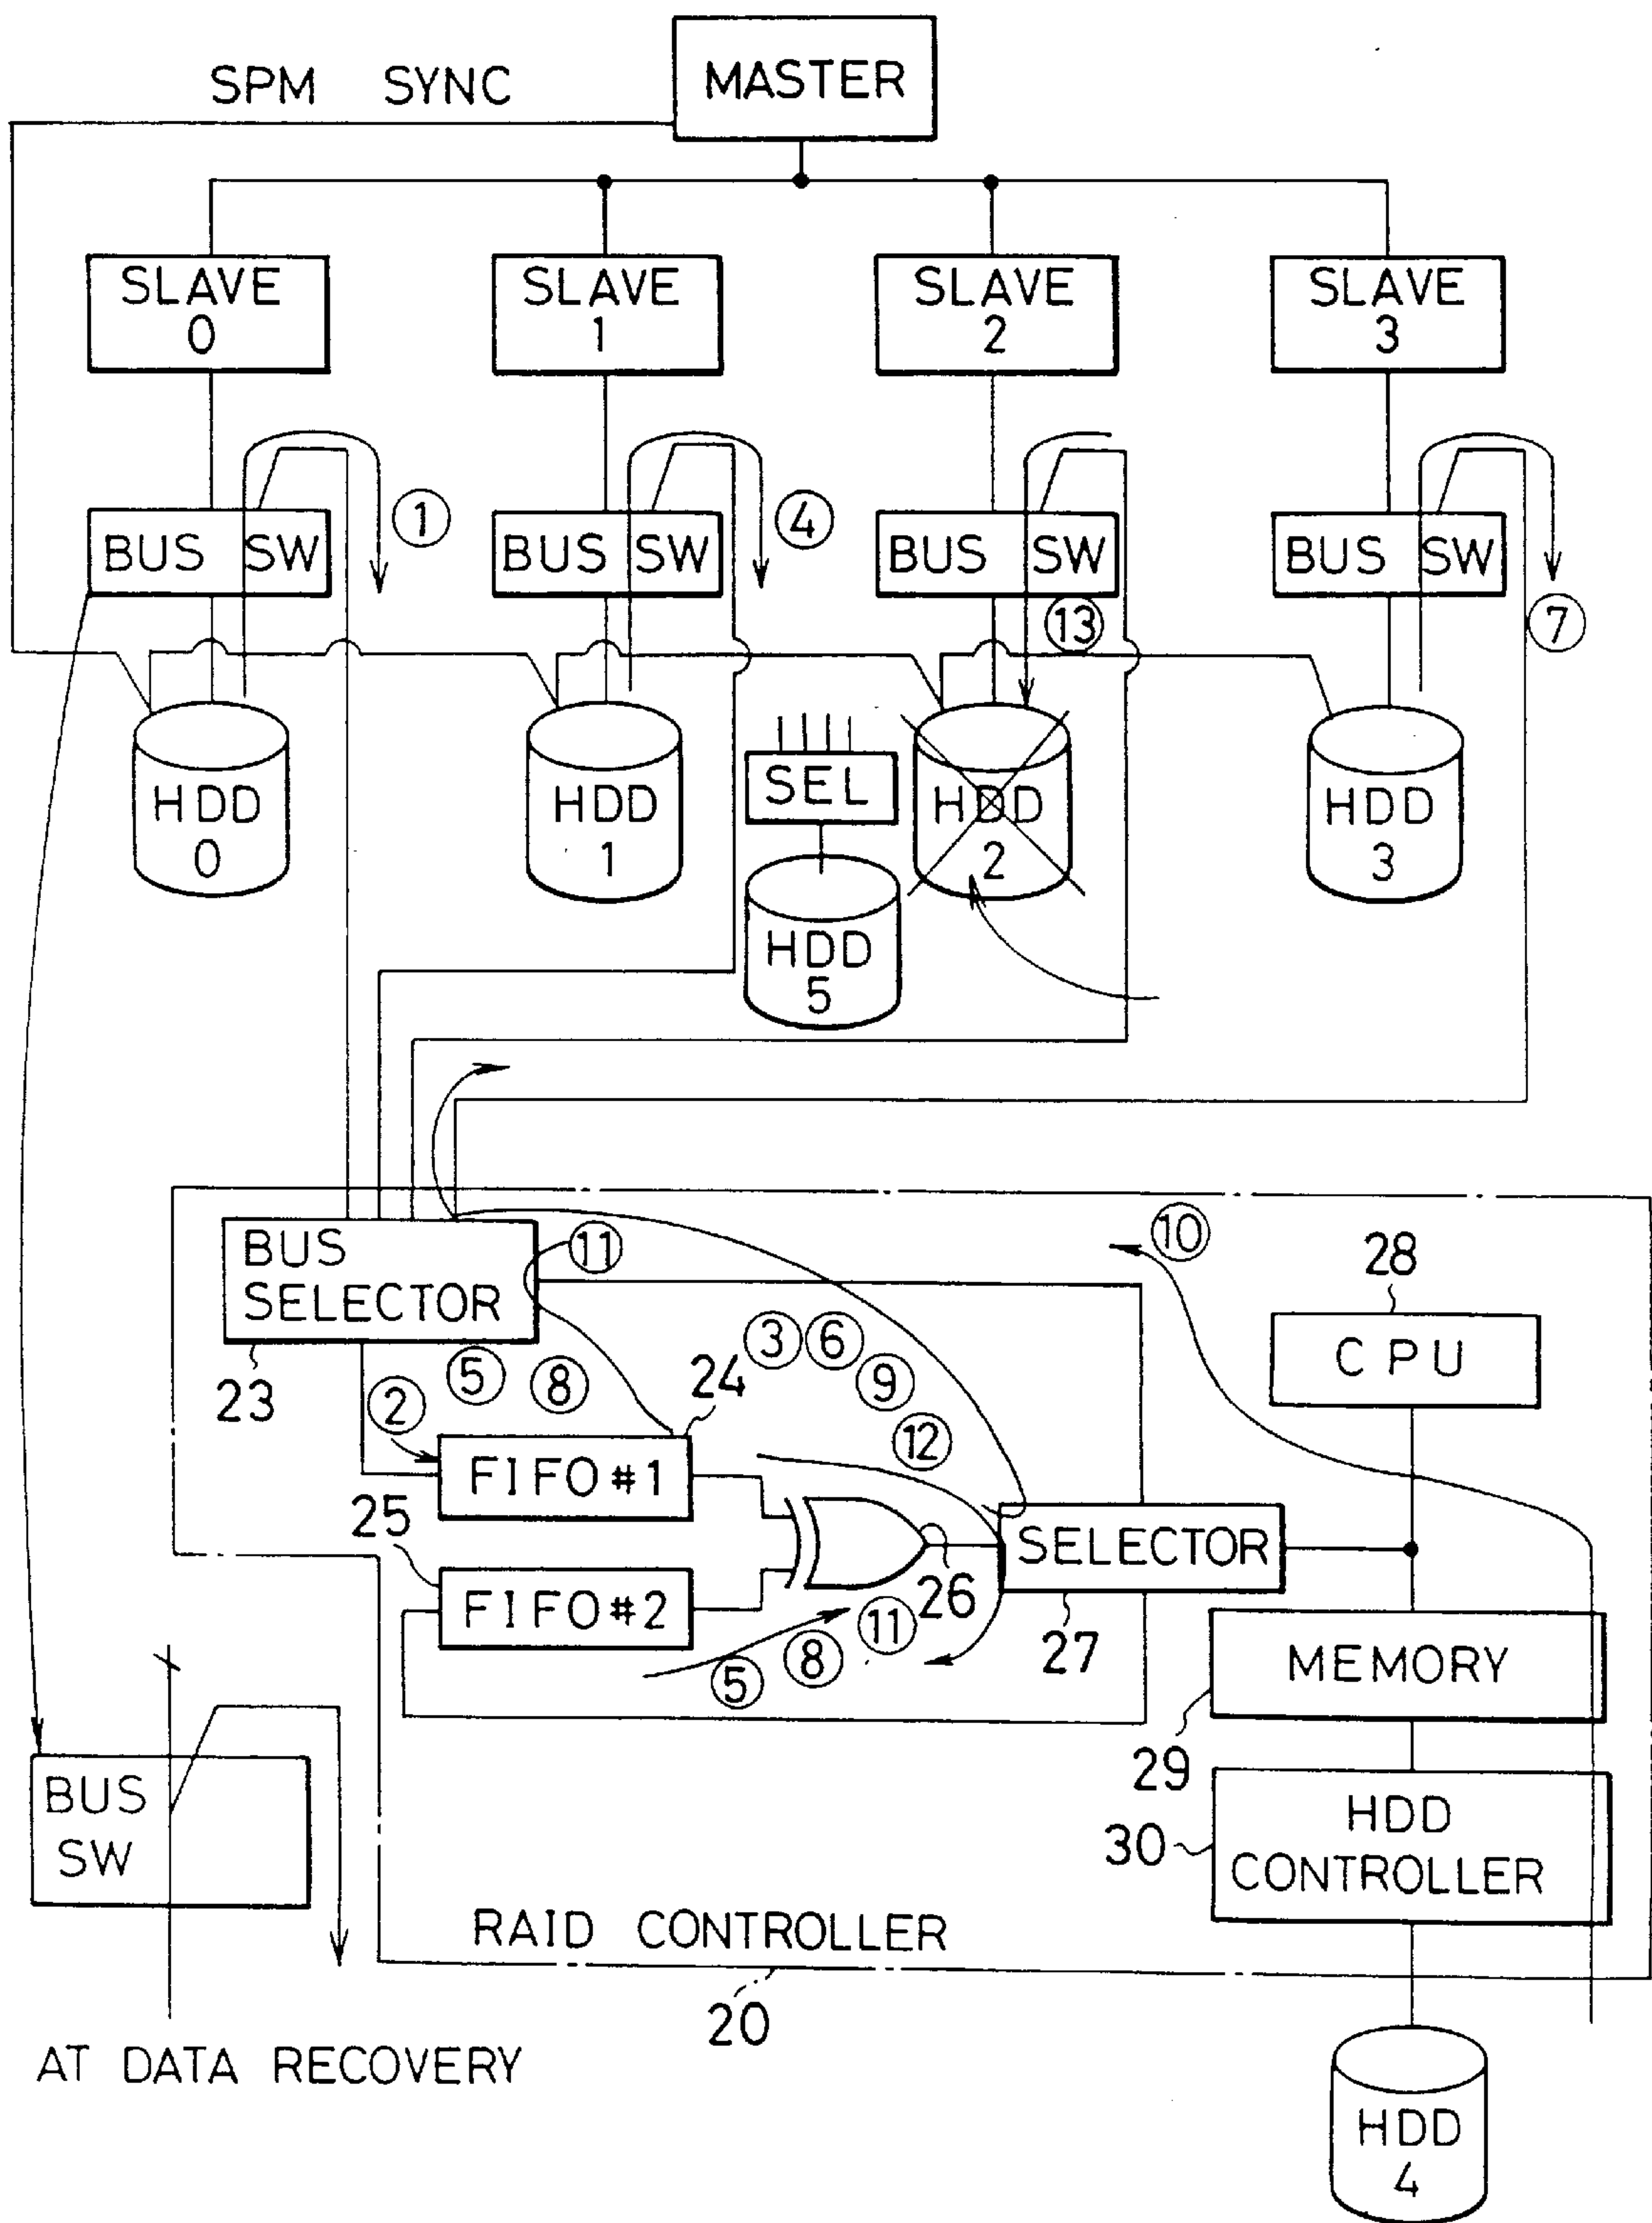 SPM SYNC
MASTER
SLAVE 0
SLAVE 1
SLAVE 2
SLAVE 3
BUS SW
①
BUS SW
④
BUS SW
⑬
BUS SW
⑦
HDD 0
HDD 1
SEL
HDD 5
HDD 2
HDD 3
BUS SELECTOR
⑪
⑩
28
CPU
23
⑤
⑧
②
24
③
⑥
⑨
⑫
FIFO#1
25
FIFO#2
26
SELECTOR
27
⑤
⑧
⑪
MEMORY
29
BUS SW
HDD CONTROLLER
30
RAID CONTROLLER
20
AT DATA RECOVERY
HDD 4